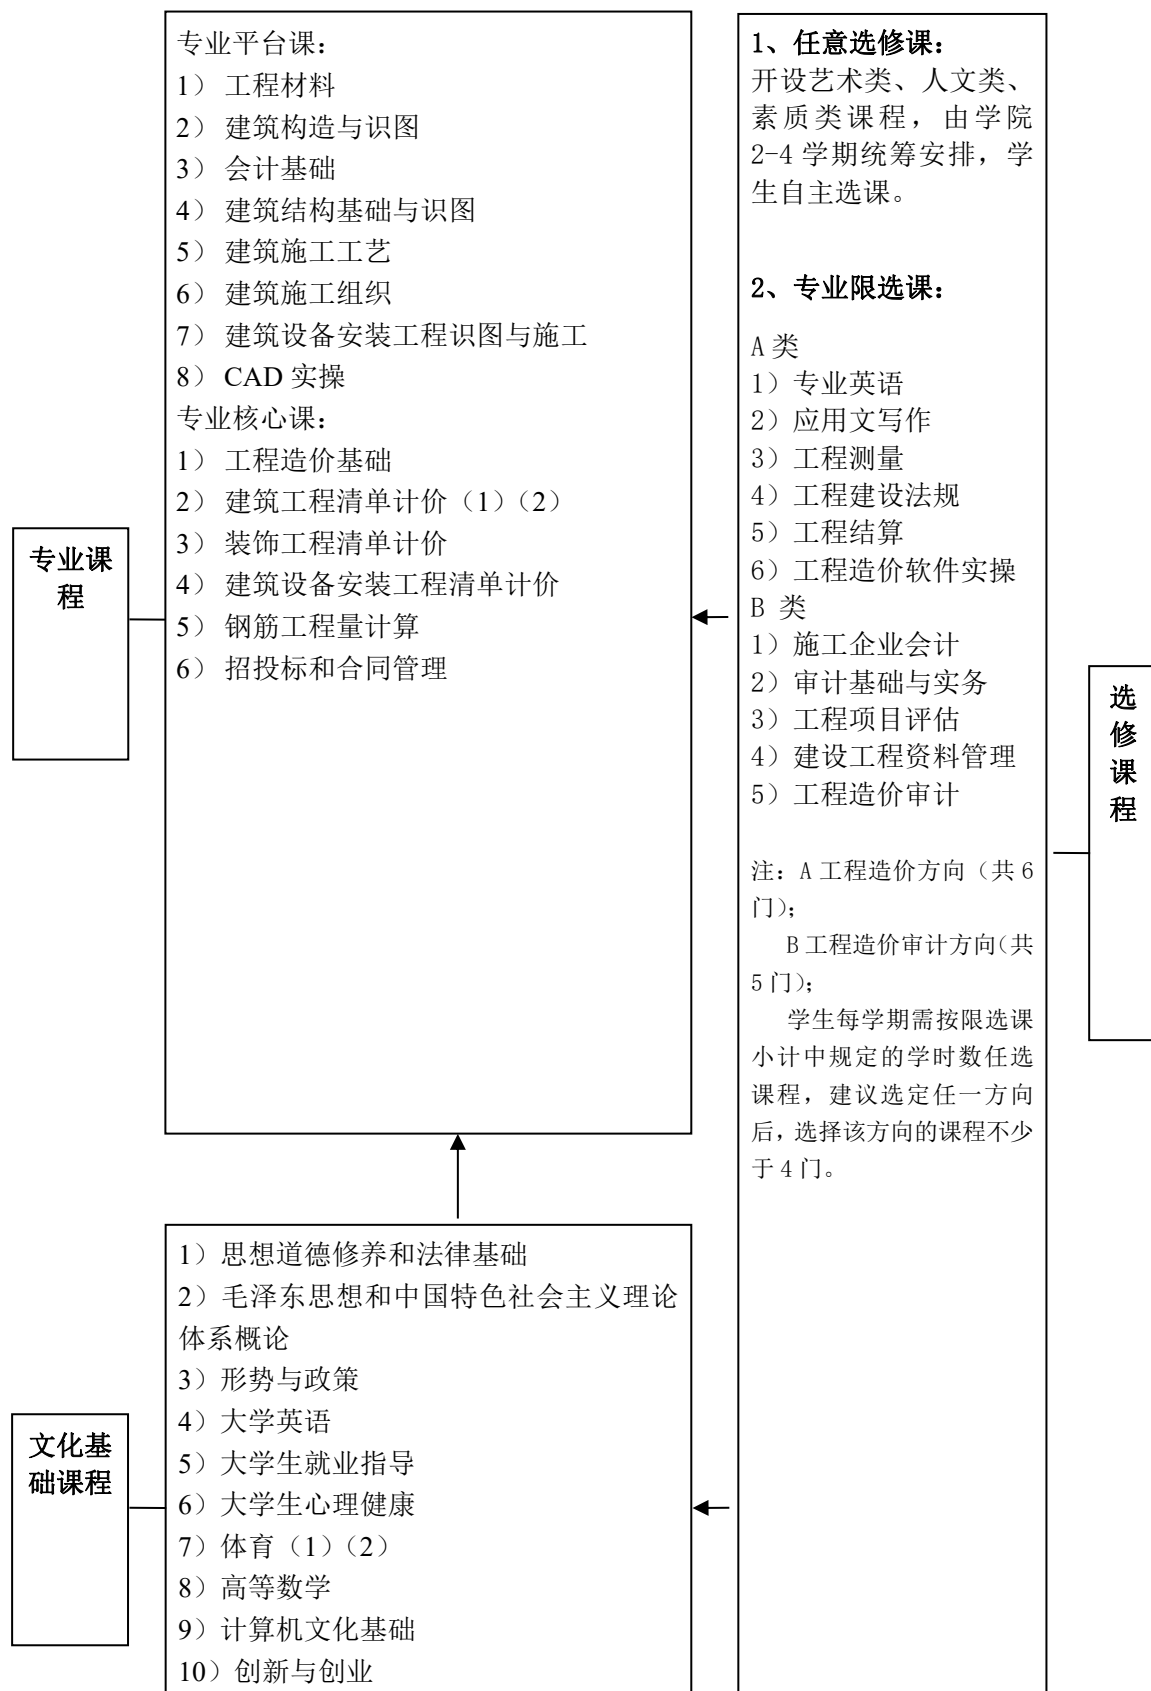 专业课
程
专业平台课：
1） 工程材料
2） 建筑构造与识图
3） 会计基础
4） 建筑结构基础与识图
5） 建筑施工工艺
6） 建筑施工组织
7） 建筑设备安装工程识图与施工
8） CAD 实操
专业核心课：
1） 工程造价基础
2） 建筑工程清单计价（1）（2）
3） 装饰工程清单计价
4） 建筑设备安装工程清单计价
5） 钢筋工程量计算
6） 招投标和合同管理
文化基
础课程
1）思想道德修养和法律基础
2）毛泽东思想和中国特色社会主义理论
体系概论
3）形势与政策
4）大学英语
5）大学生就业指导
6）大学生心理健康
7）体育（1）（2）
8）高等数学
9）计算机文化基础
10）创新与创业
1、任意选修课：
开设艺术类、人文类、
素质类课程，由学院
2-4 学期统筹安排，学
生自主选课。
2、专业限选课：
A 类
1）专业英语
2）应用文写作
3）工程测量
4）工程建设法规
5）工程结算
6）工程造价软件实操
B 类
1）施工企业会计
2）审计基础与实务
3）工程项目评估
4）建设工程资料管理
5）工程造价审计
注：A 工程造价方向（共 6
门）；
B 工程造价审计方向（共
5 门）；
学生每学期需按限选课
小计中规定的学时数任选
课程，建议选定任一方向
后，选择该方向的课程不少
于 4 门。
选
修
课
程